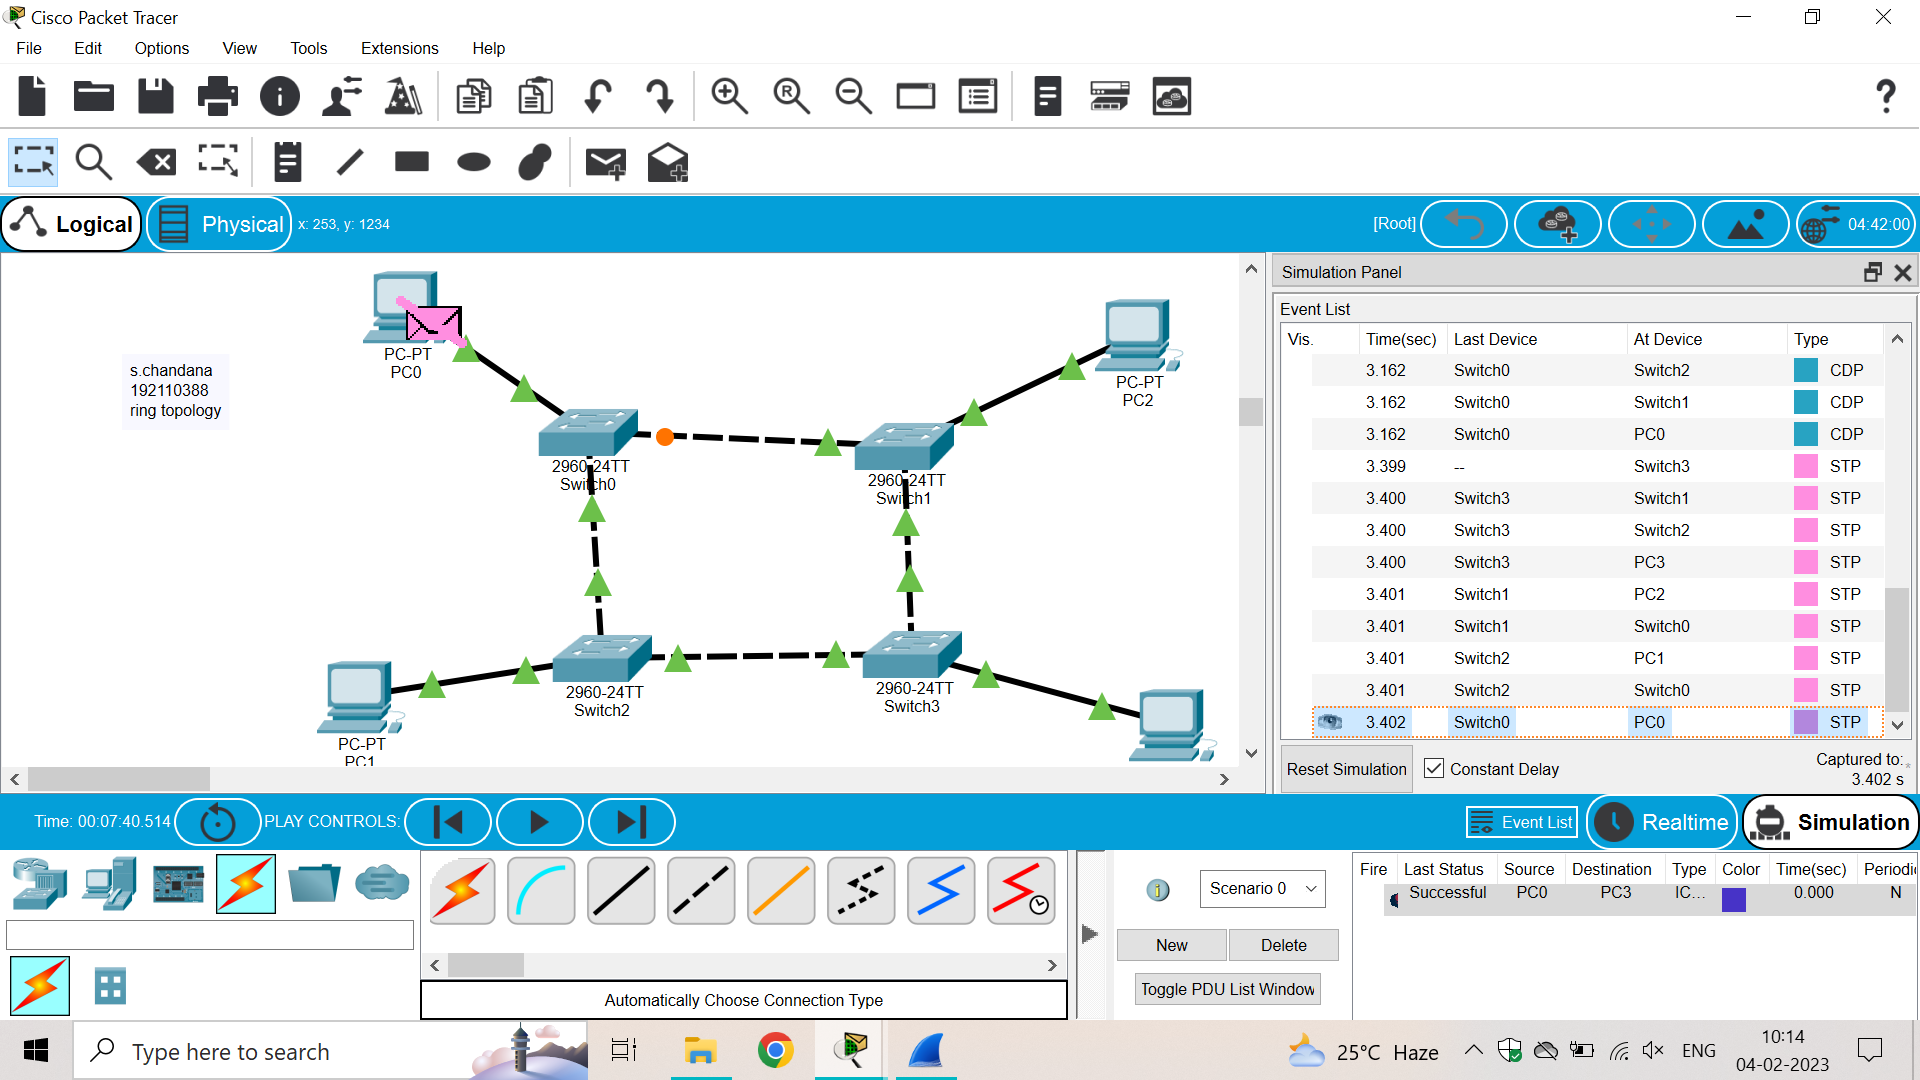 Cisco Packet Tracer
File Edit Options View Tools Extensions Help
Logical Physical x: 253, y: 1234 [Root] 04:42:00
s.chandana
192110388
ring topology
PC-PT
PC0
PC-PT
PC2
2960-24TT
Switch0
2960-24TT
Switch1
2960-24TT
Switch2
2960-24TT
Switch3
PC-PT
PC1
Simulation Panel
Event List
Vis. Time(sec) Last Device At Device Type
3.162 Switch0 Switch2 CDP
3.162 Switch0 Switch1 CDP
3.162 Switch0 PC0 CDP
3.399 -- Switch3 STP
3.400 Switch3 Switch1 STP
3.400 Switch3 Switch2 STP
3.400 Switch3 PC3 STP
3.401 Switch1 PC2 STP
3.401 Switch1 Switch0 STP
3.401 Switch2 PC1 STP
3.401 Switch2 Switch0 STP
3.402 Switch0 PC0 STP
Reset Simulation Constant Delay Captured to:*
3.402 s
Time: 00:07:40.514 PLAY CONTROLS: Event List Realtime Simulation
Scenario 0
New Delete
Toggle PDU List Window
Fire Last Status Source Destination Type Color Time(sec) Periodic
Successful PC0 PC3 IC... 0.000 N
Automatically Choose Connection Type
Type here to search
25°C Haze
ENG
10:14
04-02-2023